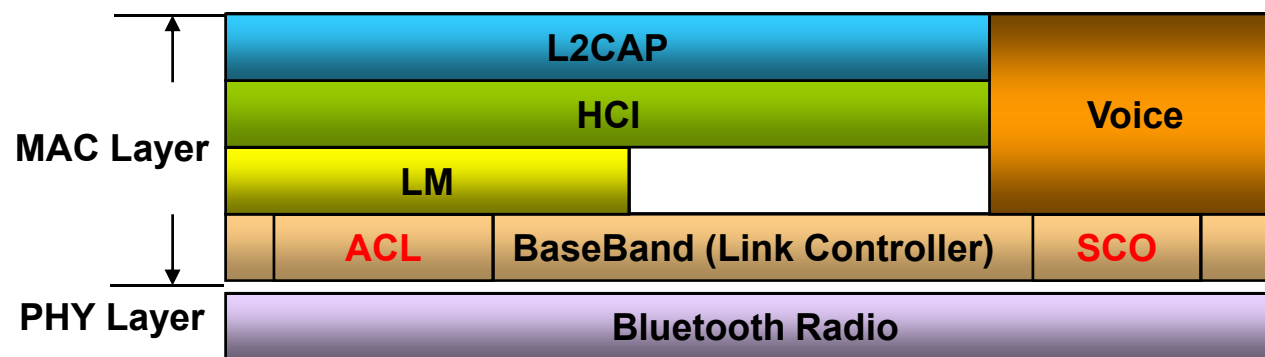 L2CAP
HCI
Voice
MAC Layer
LM
ACL
BaseBand (Link Controller)
SCO
PHY Layer
Bluetooth Radio